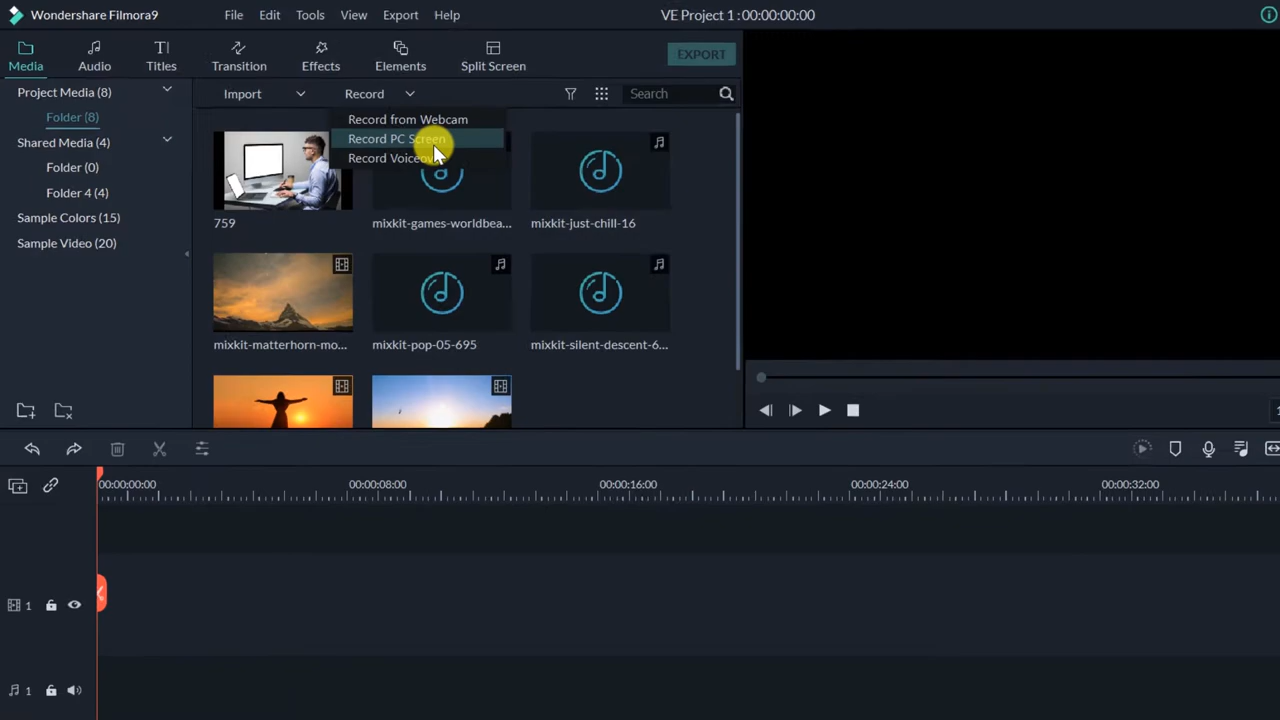 Wondershare Filmora9
File Edit Tools View Export Help
VE Project 1 : 00:00:00:00
Media Audio Titles Transition Effects Elements Split Screen
EXPORT
Project Media (8)
Folder (8)
Shared Media (4)
Folder (0)
Folder 4 (4)
Sample Colors (15)
Sample Video (20)
Import Record
Search
Record from Webcam
Record PC Screen
Record
759
mixkit-games-worldbea...
mixkit-just-chill-16
mixkit-matterhorn-mo...
mixkit-pop-05-695
mixkit-silent-descent-6...
00:00:00:00 00:00:08:00 00:00:16:00 00:00:24:00 00:00:32:00
1
1